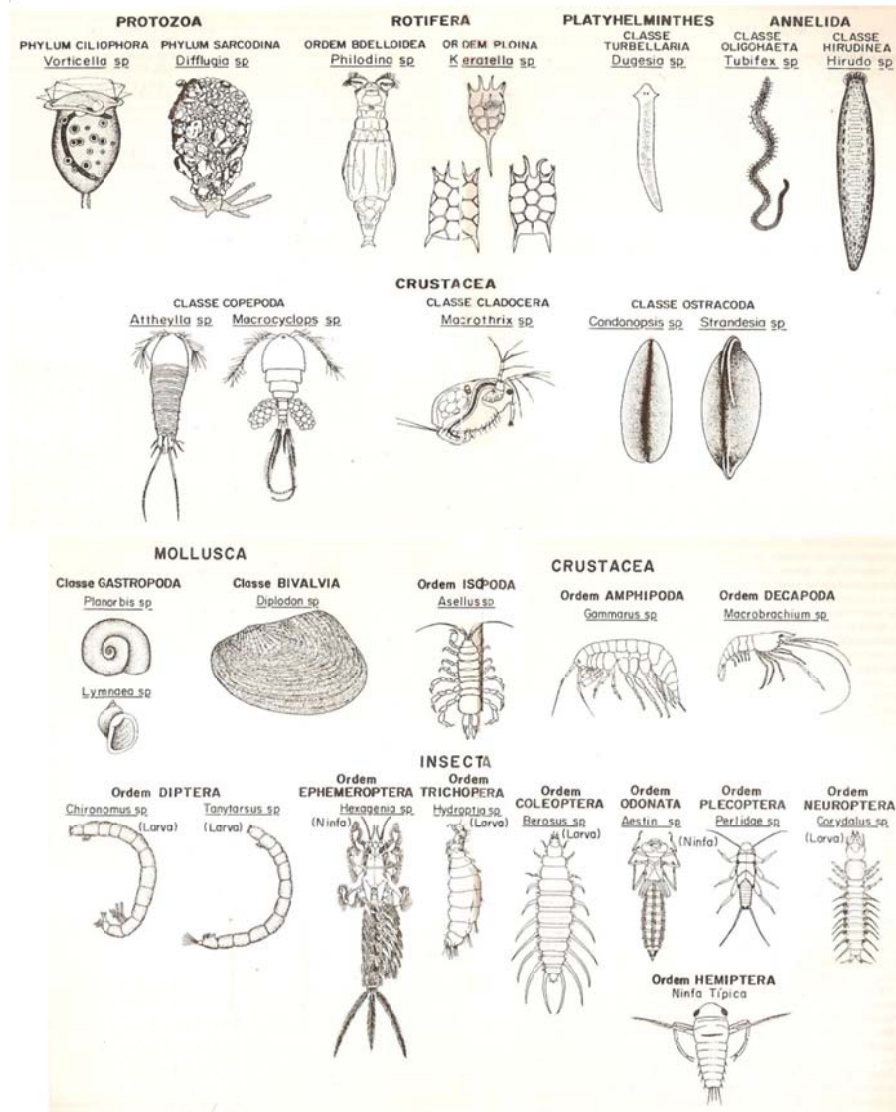 PROTOZOA
ROTIFERA
PLATYHELMINTHES
ANNELIDA
PHYLUM CILIOPHORA
Vorticella sp
PHYLUM SARCODINA
Difflugia sp
ORDEM BDELLOIDEA
Philodina sp
ORDEM PLOINA
Keratella sp
CLASSE
TURBELLARIA
Dugesia sp
CLASSE
OLIGOHAETA
Tubifex sp
CLASSE
HIRUDINEA
Hirudo sp
CRUSTACEA
CLASSE COPEPODA
Attheylla sp
Macrocyclops sp
CLASSE CLADOCERA
Macrothrix sp
CLASSE OSTRACODA
Condonopsis sp
Strandesia sp
MOLLUSCA
CRUSTACEA
Classe GASTROPODA
Planorbis sp
Lymnaea sp
Classe BIVALVIA
Diplodon sp
Ordem ISOPODA
Asellus sp
Ordem AMPHIPODA
Gammarus sp
Ordem DECAPODA
Macrobrachium sp
INSECTA
Ordem DIPTERA
Chironomus sp
(Larva)
Tanytarsus sp
(Larva)
Ordem
EPHEMEROPTERA
Hexagenia sp
(Ninfa)
Ordem
TRICHOPERA
Hydroptia sp
(Larva)
Ordem
COLEOPTERA
Berosus sp
(Larva)
Ordem
ODONATA
Aestin sp
(Ninfa)
Ordem
PLECOPTERA
Perlidae sp
Ordem
NEUROPTERA
Corydalus sp
(Larva)
Ordem HEMIPTERA
Ninfa Típica